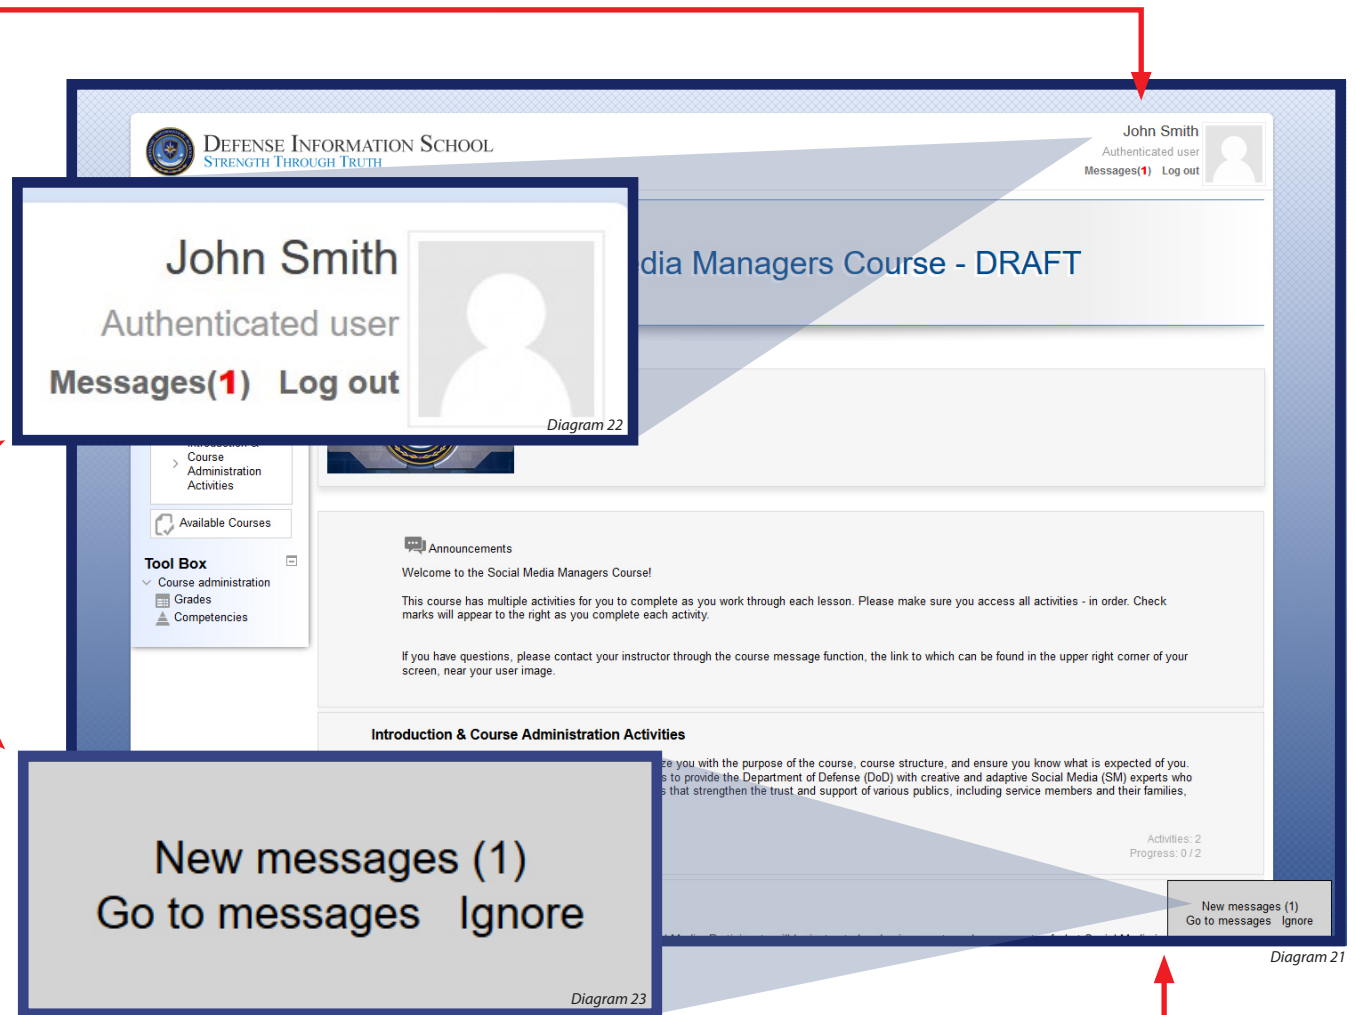 DEFENSE INFORMATION SCHOOL
STRENGTH THROUGH TRUTH
John Smith
Authenticated user
Messages(1) Log out
John Smith
Authenticated user
Messages(1) Log out
Diagram 22
dia Managers Course - DRAFT
Course
Administration
Activities
Available Courses
Tool Box
Course administration
Grades
Competencies
Announcements
Welcome to the Social Media Managers Course!
This course has multiple activities for you to complete as you work through each lesson. Please make sure you access all activities - in order. Check
marks will appear to the right as you complete each activity.
If you have questions, please contact your instructor through the course message function, the link to which can be found in the upper right corner of your
screen, near your user image.
Introduction & Course Administration Activities
ze you with the purpose of the course, course structure, and ensure you know what is expected of you.
s to provide the Department of Defense (DoD) with creative and adaptive Social Media (SM) experts who
s that strengthen the trust and support of various publics, including service members and their families,
Activities: 2
Progress: 0 / 2
New messages (1)
Go to messages Ignore
Diagram 23
New messages (1)
Go to messages Ignore
Diagram 21